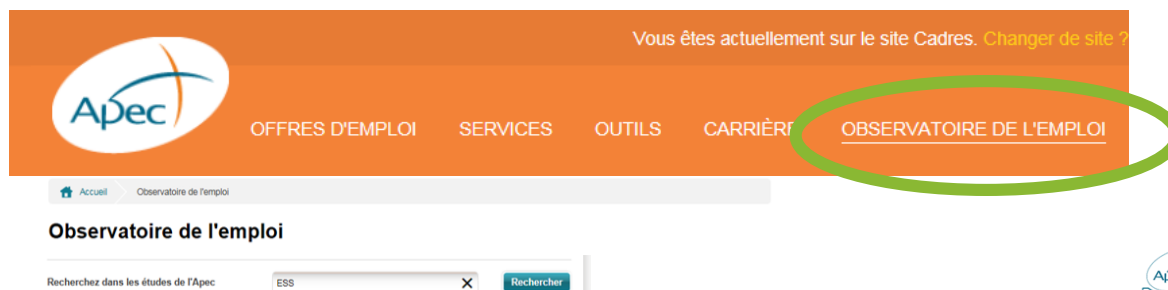 Vous êtes actuellement sur le site Cadres. Changer de site ?
Apec
OFFRES D'EMPLOI SERVICES OUTILS CARRIÈRE OBSERVATOIRE DE L'EMPLOI
Accueil Observatoire de l'emploi
Observatoire de l'emploi
Recherchez dans les études de l'Apec ESS X Rechercher